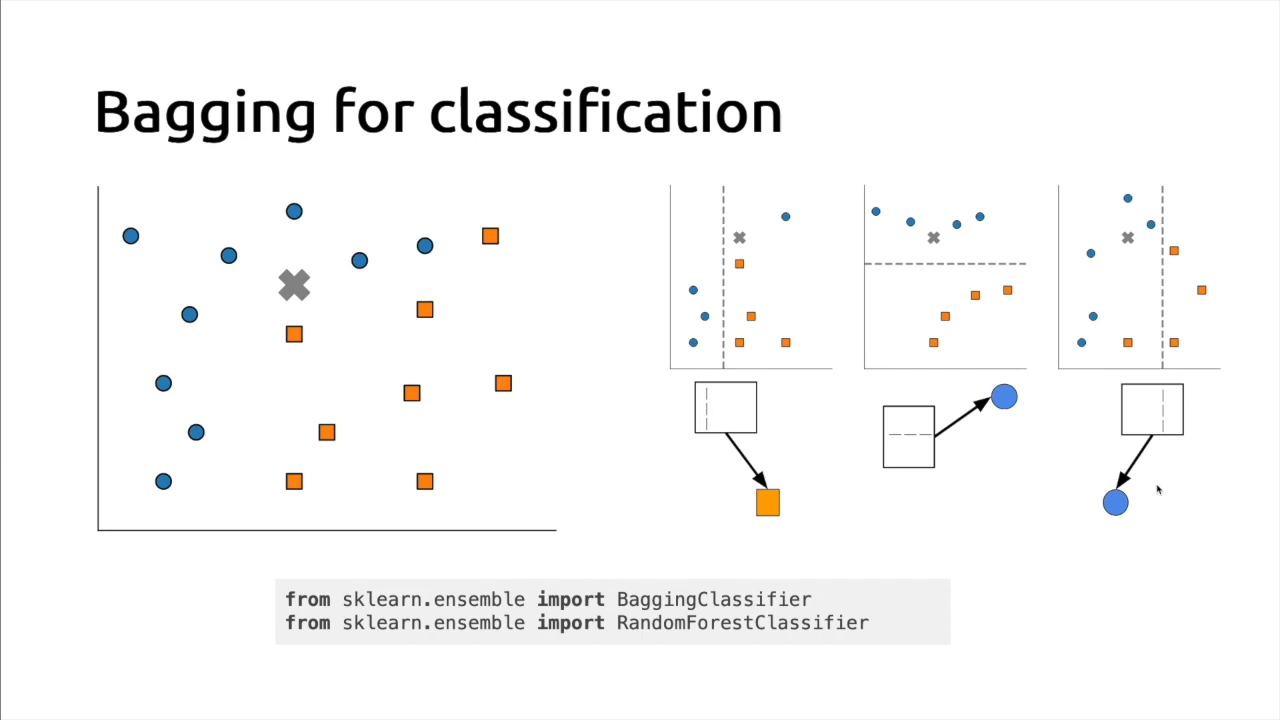 Bagging for classification
from sklearn.ensemble import BaggingClassifier
from sklearn.ensemble import RandomForestClassifier